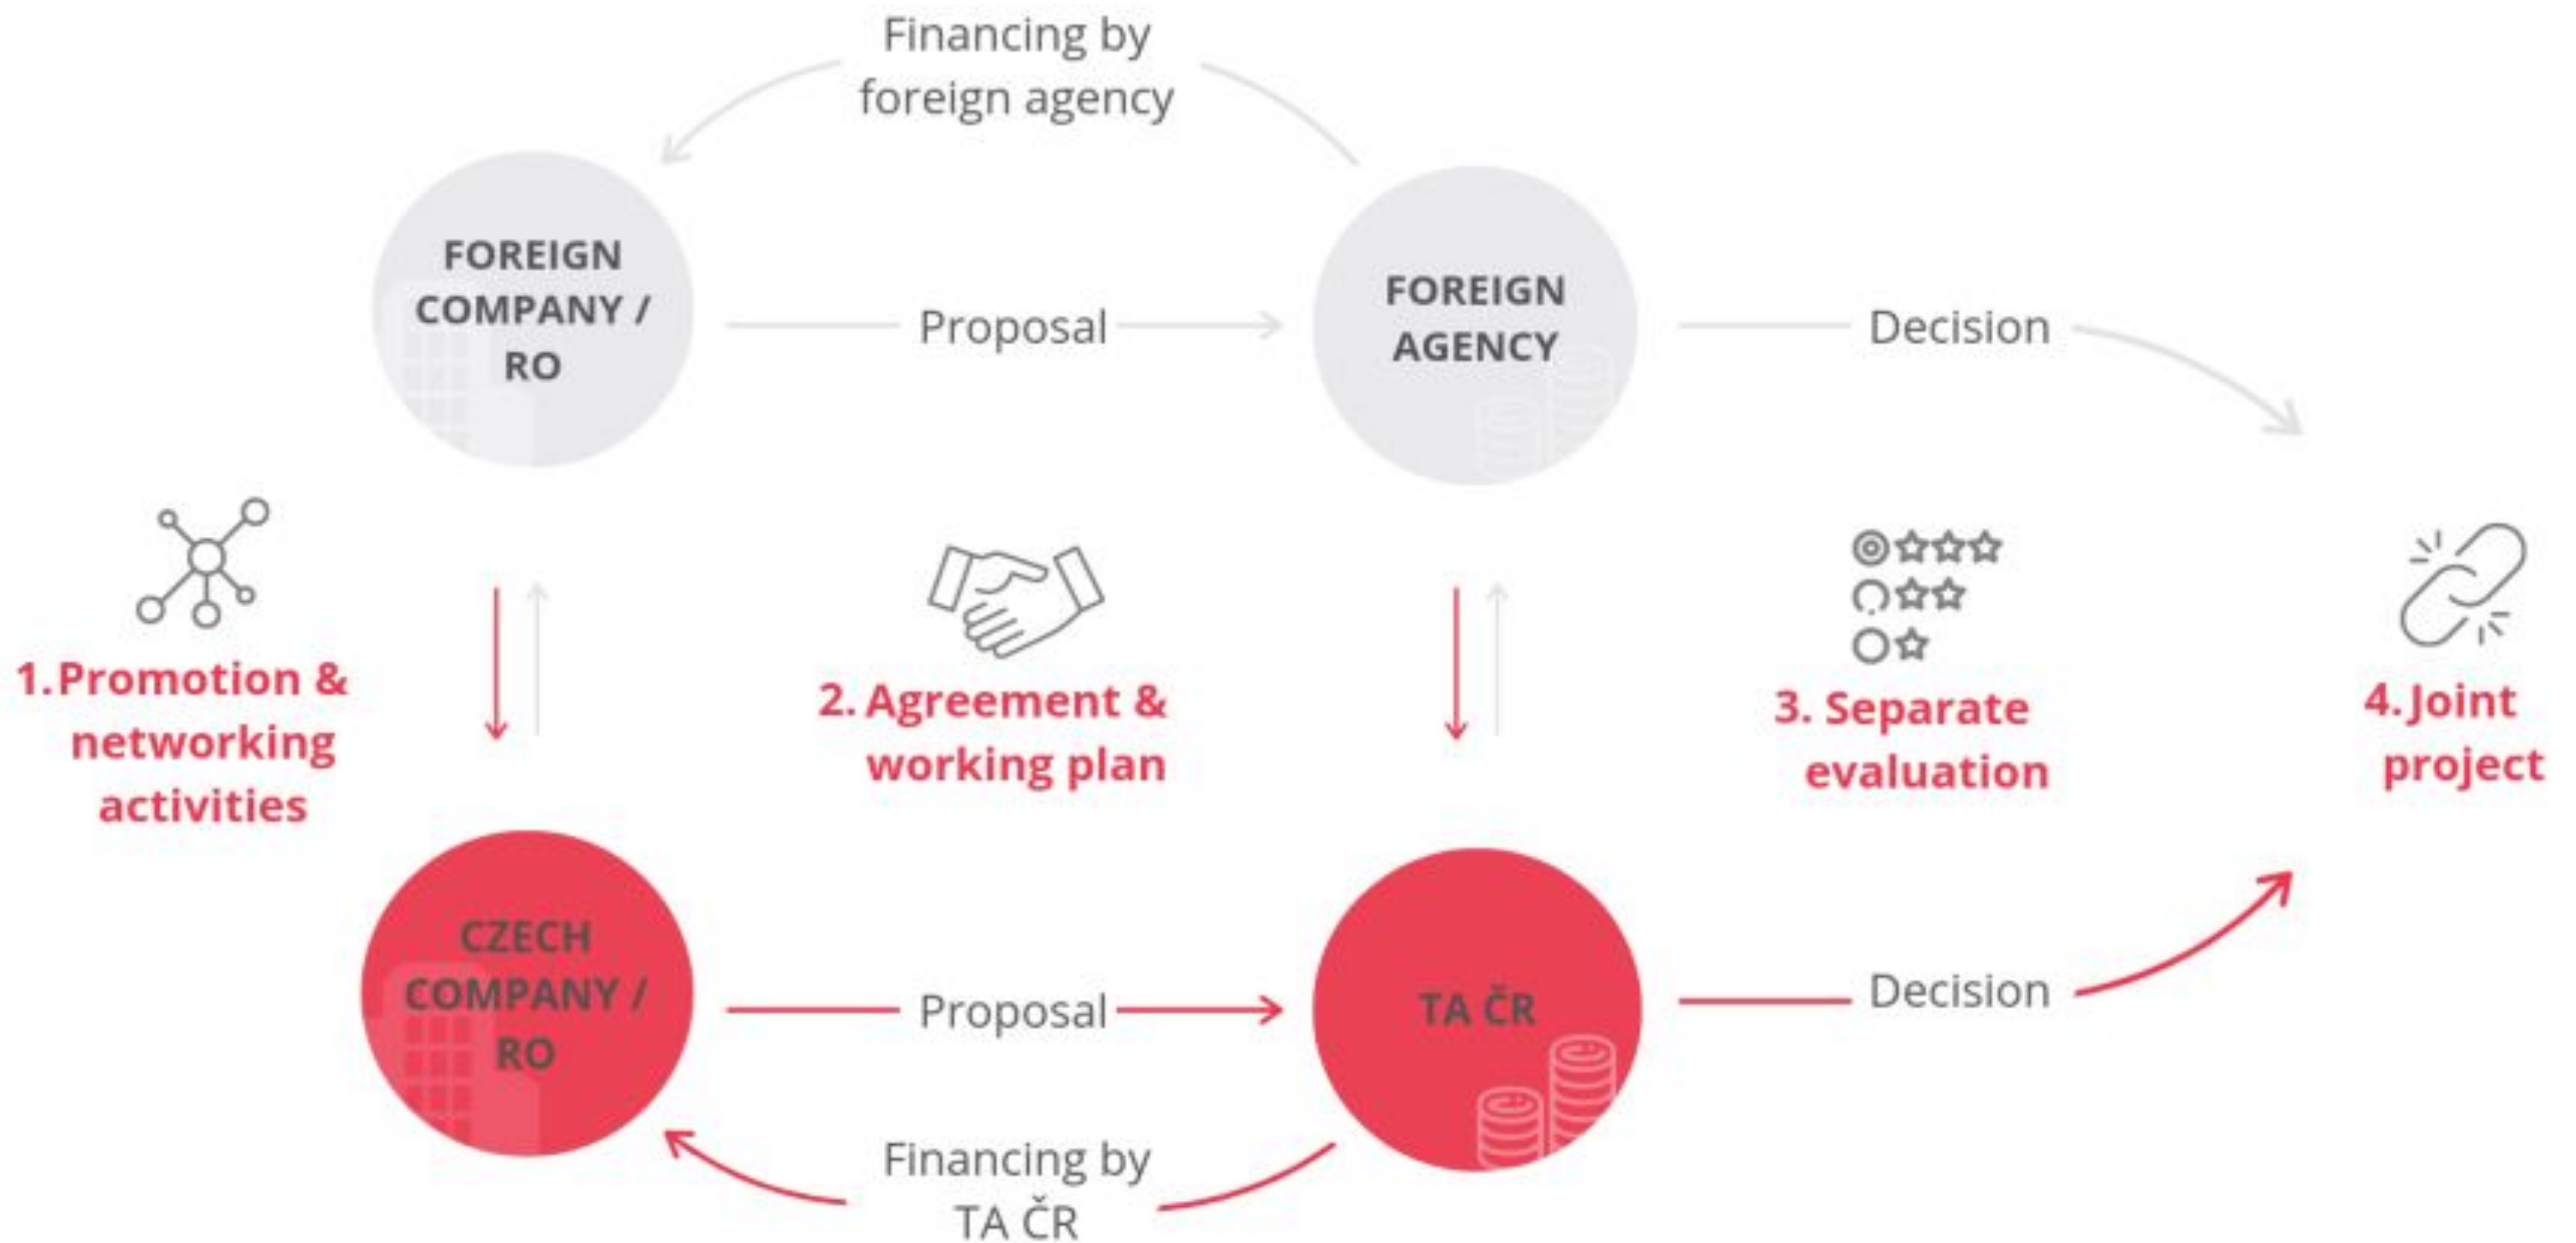 Financing by
foreign agency
FOREIGN
COMPANY /
RO
Proposal
FOREIGN
AGENCY
Decision
1. Promotion &
networking
activities
2. Agreement &
working plan
3. Separate
evaluation
4. Joint
project
CZECH
COMPANY /
RO
Proposal
TA ČR
Decision
Financing by
TA ČR